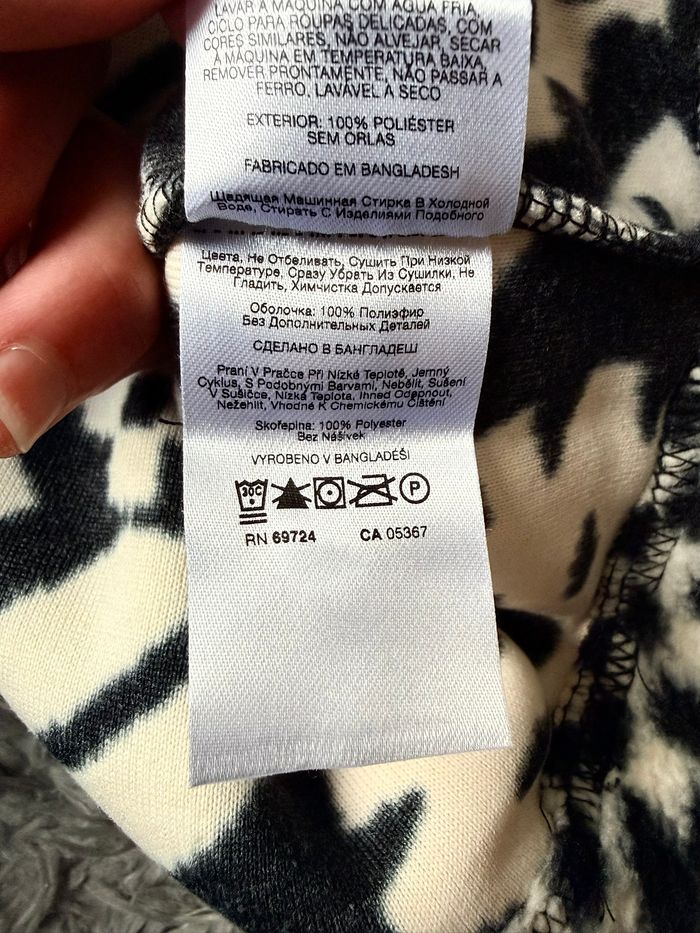 LAVAR A MÁQUINA COM ÁGUA FRIA,
CICLO PARA ROUPAS DELICADAS, COM
CORES SIMILARES, NÃO ALVEJAR, SECAR
À MÁQUINA EM TEMPERATURA BAIXA,
REMOVER PRONTAMENTE, NÃO PASSAR A
FERRO, LAVÁVEL A SECO
EXTERIOR: 100% POLIÉSTER
SEM ORLAS
FABRICADO EM BANGLADESH
Щадящая Машинная Стирка В Холодной
Воде, Стирать С Изделиями Подобного
Цвета, Не Отбеливать, Сушить При Низкой
Температуре, Сразу Убрать Из Сушилки, Не
Гладить, Химчистка Допускается
Оболочка: 100% Полиэфир
Без Дополнительных Деталей
СДЕЛАНО В БАНГЛАДЕШ
Praní V Pračce Při Nízké Teplotě, Jemný
Cyklus, S Podobnými Barvami, Nebělit, Sušení
V Sušičce, Nízká Teplota, Ihned Odepnout,
Nežehlit, Vhodné K Chemickému Čištění
Skořepina: 100% Polyester
Bez Nášivek
VYROBENO V BANGLADÉŠI
30C P
RN 69724 CA 05367